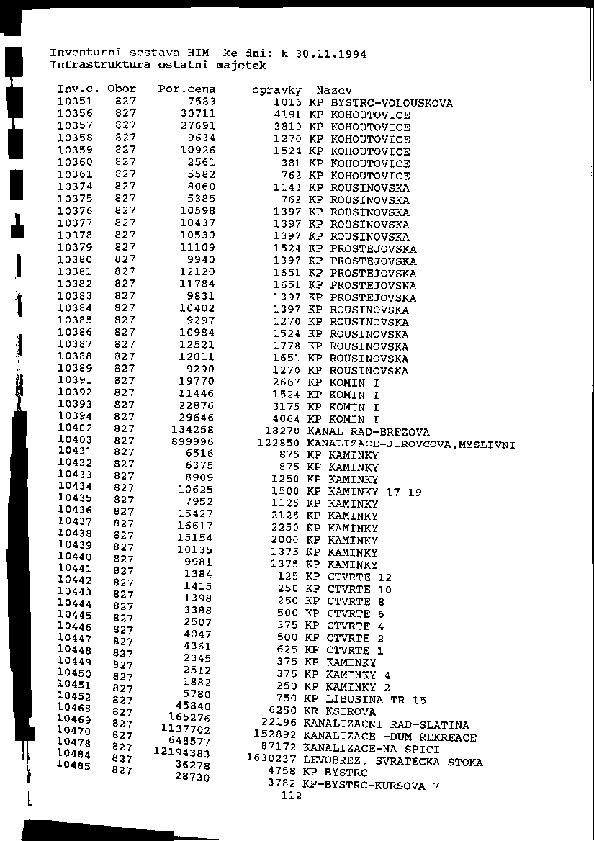 Inventurni sestava HIM Ke dni: k 30.11.1994
Infrastruktura ostatni majetek
Inv.c. Obor Por.cena opravky Nazev
10351 827 7583 1015 KP BYSTRC-VOLOUSKOVA
10356 827 30711 4191 KP KOHOUTOVICE
10357 827 27691 3810 KP KOHOUTOVICE
10358 827 9634 1270 KP KOHOUTOVICE
10359 827 10926 1524 KP KOHOUTOVICE
10360 827 2561 381 KP KOHOUTOVICE
10361 827 5582 762 KP KOHOUTOVICE
10374 827 8060 1143 KP ROUSINOVSKA
10375 827 5385 762 KP ROUSINOVSKA
10376 827 10598 1397 KP ROUSINOVSKA
10377 827 10437 1397 KP ROUSINOVSKA
10378 827 10530 1397 KP ROUSINOVSKA
10379 827 11109 1524 KP PROSTEJOVSKA
10380 827 9940 1397 KP PROSTEJOVSKA
10381 827 12120 1651 KP PROSTEJOVSKA
10382 827 11784 1651 KP PROSTEJOVSKA
10383 827 9831 1397 KP PROSTEJOVSKA
10384 827 10402 1397 KP ROUSINOVSKA
10385 827 9297 1270 KP ROUSINOVSKA
10386 827 10984 1524 KP ROUSINOVSKA
10387 827 12521 1778 KP ROUSINOVSKA
10388 827 12011 1651 KP ROUSINOVSKA
10389 827 9290 1270 KP ROUSINOVSKA
10391 827 19770 2667 KP KOMIN I
10392 827 11446 1524 KP KOMIN I
10393 827 22876 3175 KP KOMIN I
10394 827 29646 4064 KP KOMIN I
10402 827 134268 18270 KANAL RAD-BREZOVA
10403 827 899996 122850 KANALIZACE-JIROVCOVA,MYSLIVNI
10431 827 6516 875 KP KAMINKY
10432 827 6375 875 KP KAMINKY
10433 827 8909 1250 KP KAMINKY
10434 827 10625 1500 KP KAMINKY 17 19
10435 827 7952 1125 KP KAMINKY
10436 827 15427 2125 KP KAMINKY
10437 827 16617 2250 KP KAMINKY
10438 827 15154 2000 KP KAMINKY
10439 827 10135 1375 KP KAMINKY
10440 827 9981 1375 KP KAMINKY
10441 827 1384 125 KP CTVRTE 12
10442 827 1415 250 KP CTVRTE 10
10443 827 1398 250 KP CTVRTE 8
10444 827 3388 500 KP CTVRTE 6
10445 827 2507 375 KP CTVRTE 4
10446 827 4047 500 KP CTVRTE 2
10447 827 4361 625 KP CTVRTE 1
10448 827 2345 375 KP KAMINKY
10449 827 2512 375 KP KAMINKY 4
10450 827 1882 250 KP KAMINKY 2
10451 827 5780 750 KP LIBUSINA TR 15
10452 827 45840 6250 KR KSIROVA
10468 827 165276 22196 KANALIZACNI RAD-SLATINA
10469 827 1137702 152892 KANALIZACE -DUM REKREACE
10470 827 648577 87172 KANALIZACE-NA SPICI
10478 827 12194383 1630237 LEVOBREZ. SVRATECKA STOKA
10484 827 36278 4758 KP BYSTRC
10485 827 28730 3782 KP-BYSTRC-KURSOVA 7
112